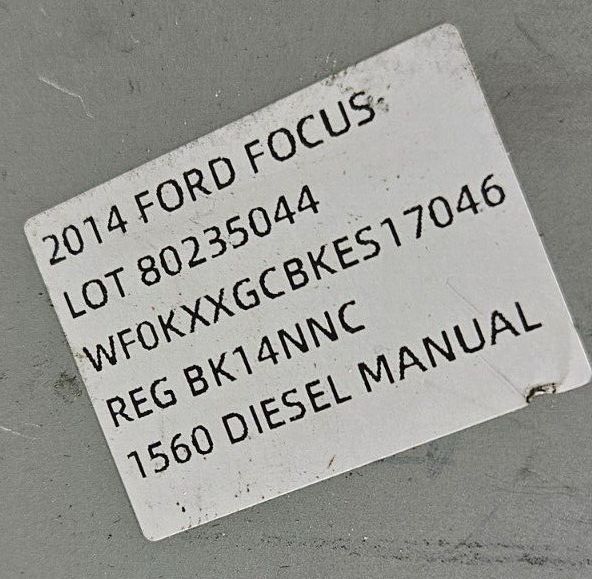 2014 FORD FOCUS
LOT 80235044
WF0KXXGCBKES17046
REG BK14NNC
1560 DIESEL MANUAL